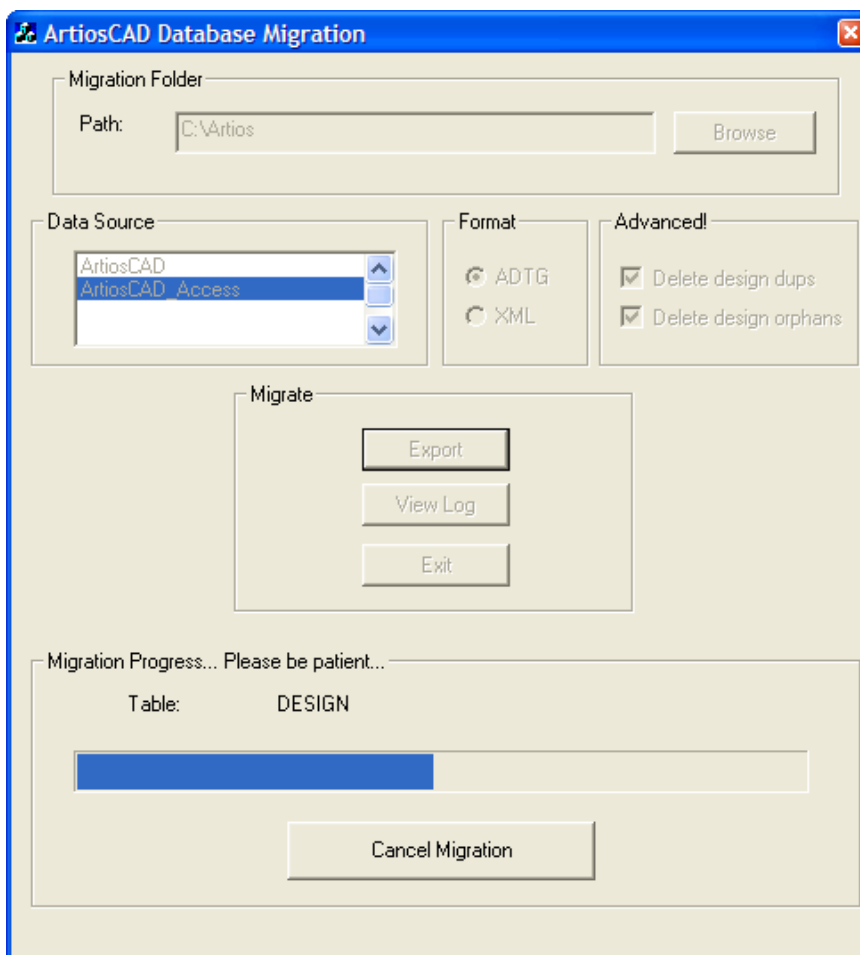 ArtiosCAD Database Migration
Migration Folder
Path:
C:\Artios
Browse
Data Source
ArtiosCAD
ArtiosCAD_Access
Format
ADTG
XML
Advanced!
Delete design dups
Delete design orphans
Migrate
Export
View Log
Exit
Migration Progress... Please be patient...
Table: DESIGN
Cancel Migration